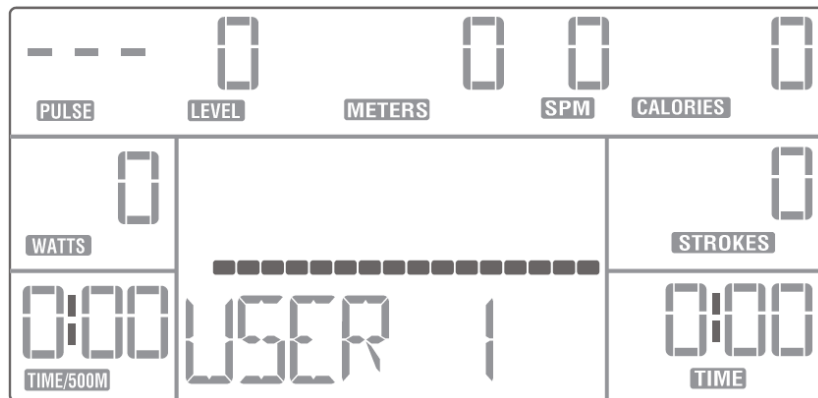 --- 0 0 0 0
PULSE LEVEL METERS SPM CALORIES
0 0
WATTS STROKES
0:00 USER 1 0:00
TIME/500M TIME